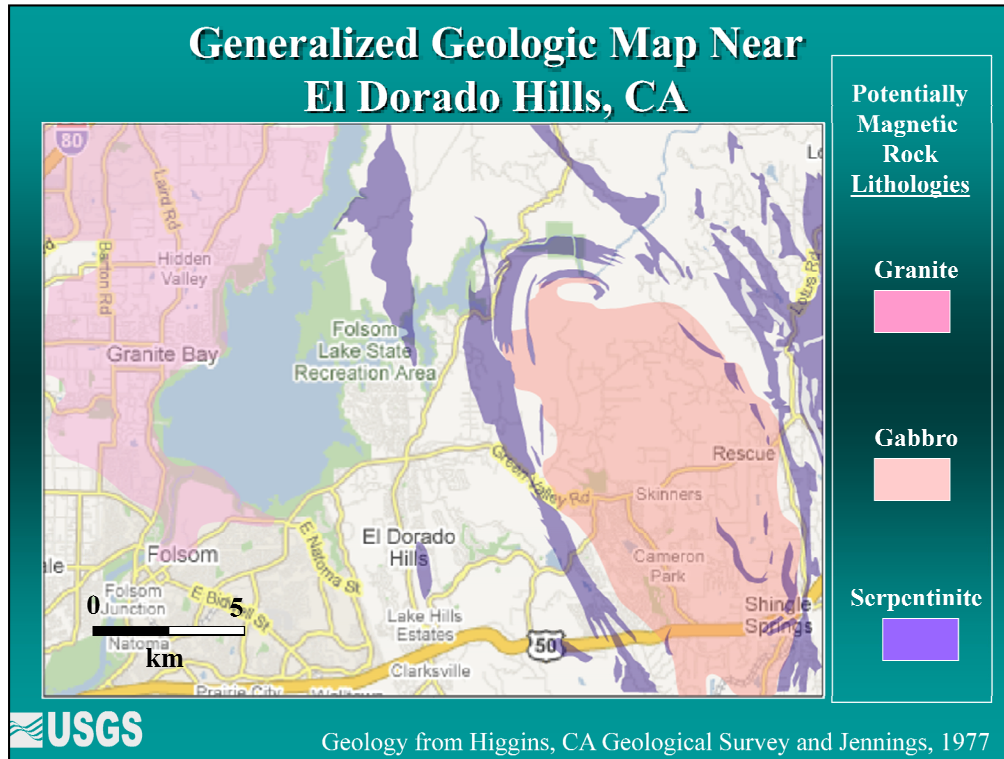 Generalized Geologic Map Near
El Dorado Hills, CA
80
Laird Rd
Barton Rd
Hidden
Valley
Granite Bay
Folsom
Lake State
Recreation Area
Lotus Rd
Rescue
Green Valley Rd
Skinners
El Dorado
Hills
Cameron
Park
Folsom
E Natoma St
E Bidwell St
Folsom
Junction
Natoma
Lake Hills
Estates
Shingle
Springs
50
Clarksville
Prairie City
0 5
km
Potentially
Magnetic
Rock
Lithologies
Granite
Gabbro
Serpentinite
USGS
Geology from Higgins, CA Geological Survey and Jennings, 1977